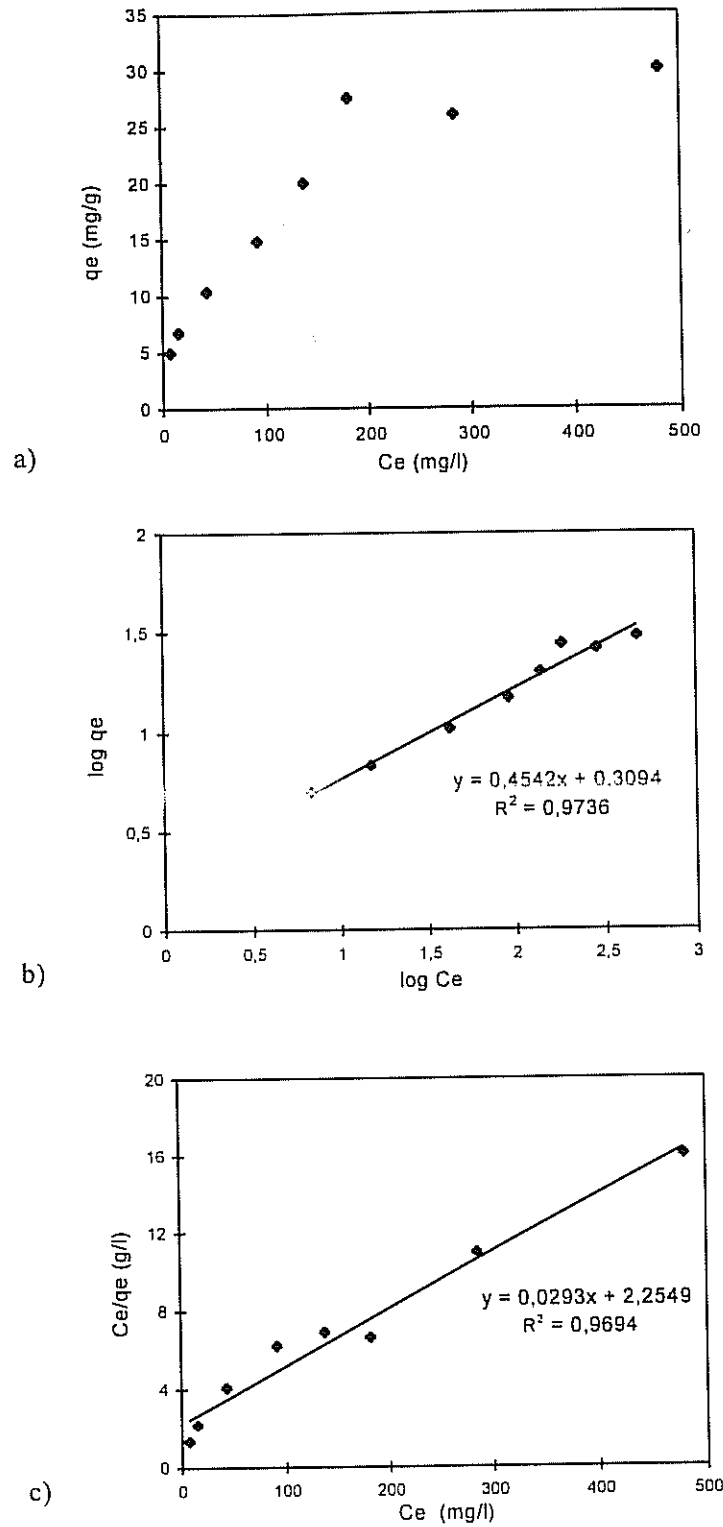 35
30
25
20
15
10
5
0
qe (mg/g)
0 100 200 300 400 500
Ce (mg/l)
a)
2
1,5
1
0,5
0
log qe
y = 0,4542x + 0,3094
R² = 0,9736
0 0,5 1 1,5 2 2,5 3
log Ce
b)
20
16
12
8
4
0
Ce/qe (g/l)
y = 0,0293x + 2,2549
R² = 0,9694
0 100 200 300 400 500
Ce (mg/l)
c)